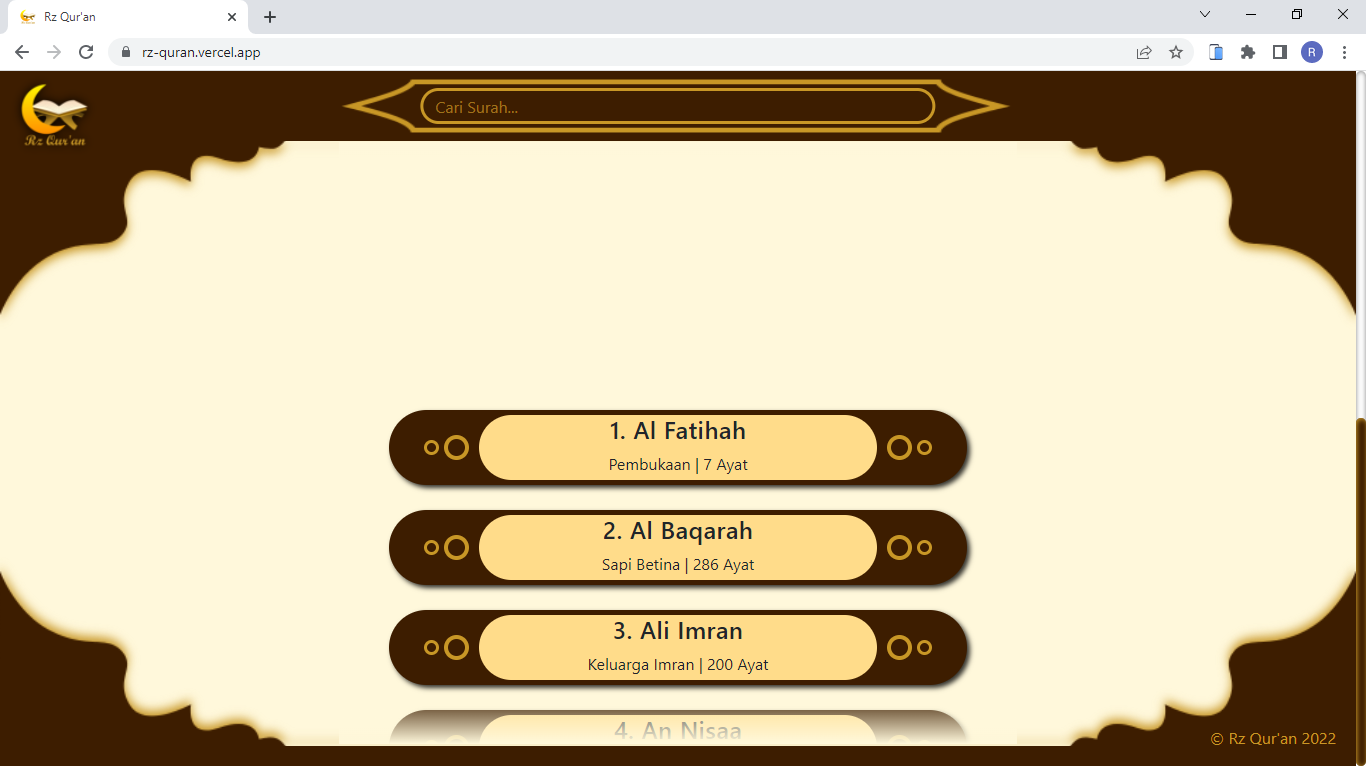 Rz Qur'an
rz-quran.vercel.app
R
Rz Qur'an
Cari Surah...
1. Al Fatihah
Pembukaan | 7 Ayat
2. Al Baqarah
Sapi Betina | 286 Ayat
3. Ali Imran
Keluarga Imran | 200 Ayat
4. An Nisaa
© Rz Qur'an 2022